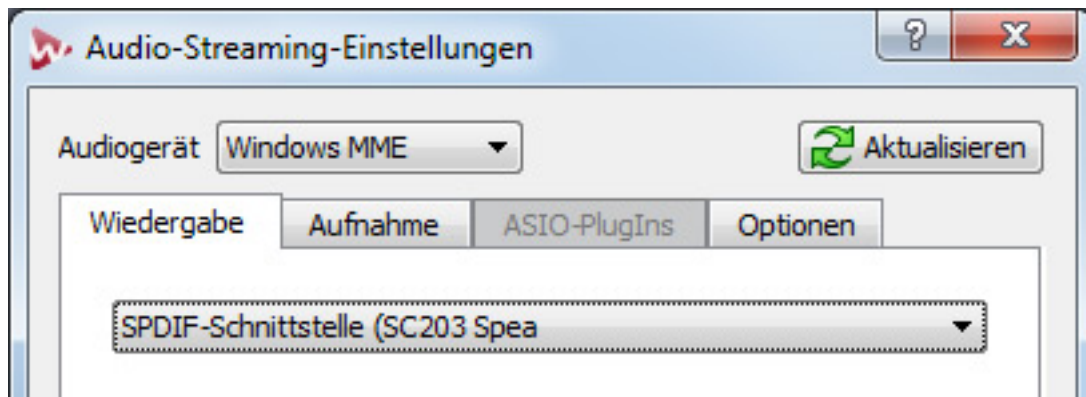 Audio-Streaming-Einstellungen
Audiogerät Windows MME Aktualisieren
Wiedergabe Aufnahme ASIO-PlugIns Optionen
SPDIF-Schnittstelle (SC203 Spea